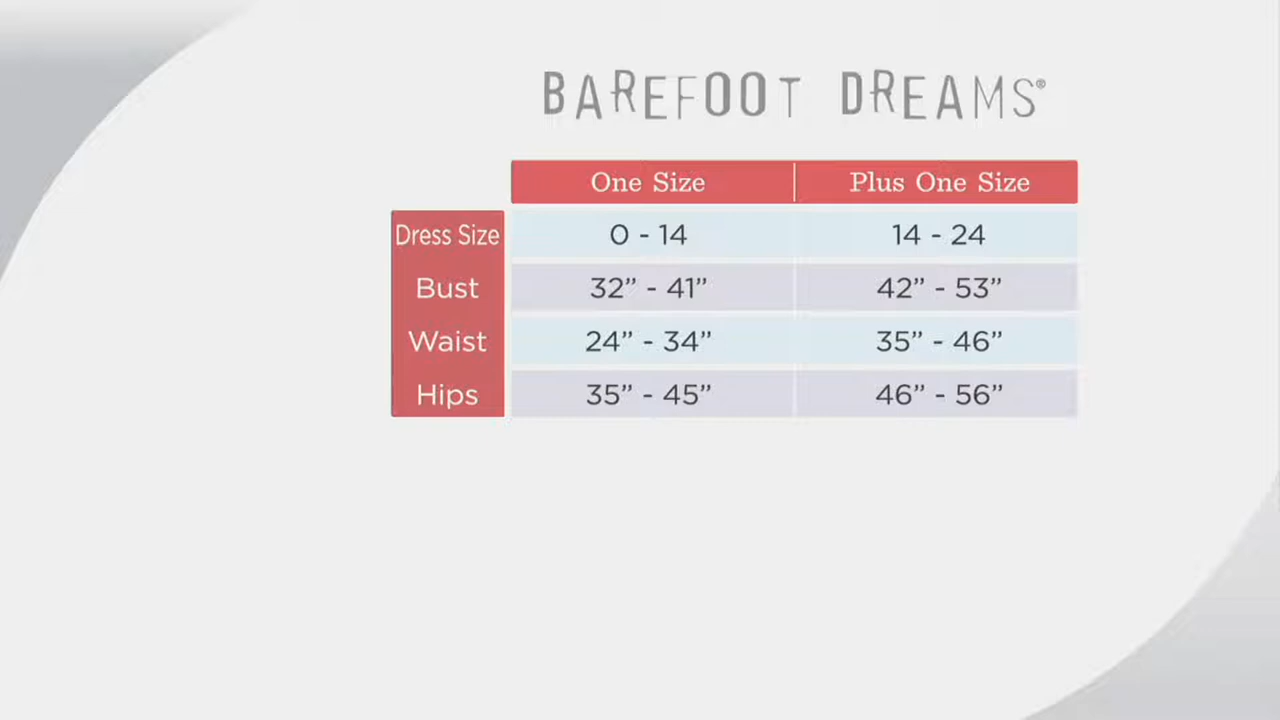 BAREFOOT DREAMS®
One Size Plus One Size
Dress Size 0 - 14 14 - 24
Bust 32” - 41” 42” - 53”
Waist 24” - 34” 35” - 46”
Hips 35” - 45” 46” - 56”